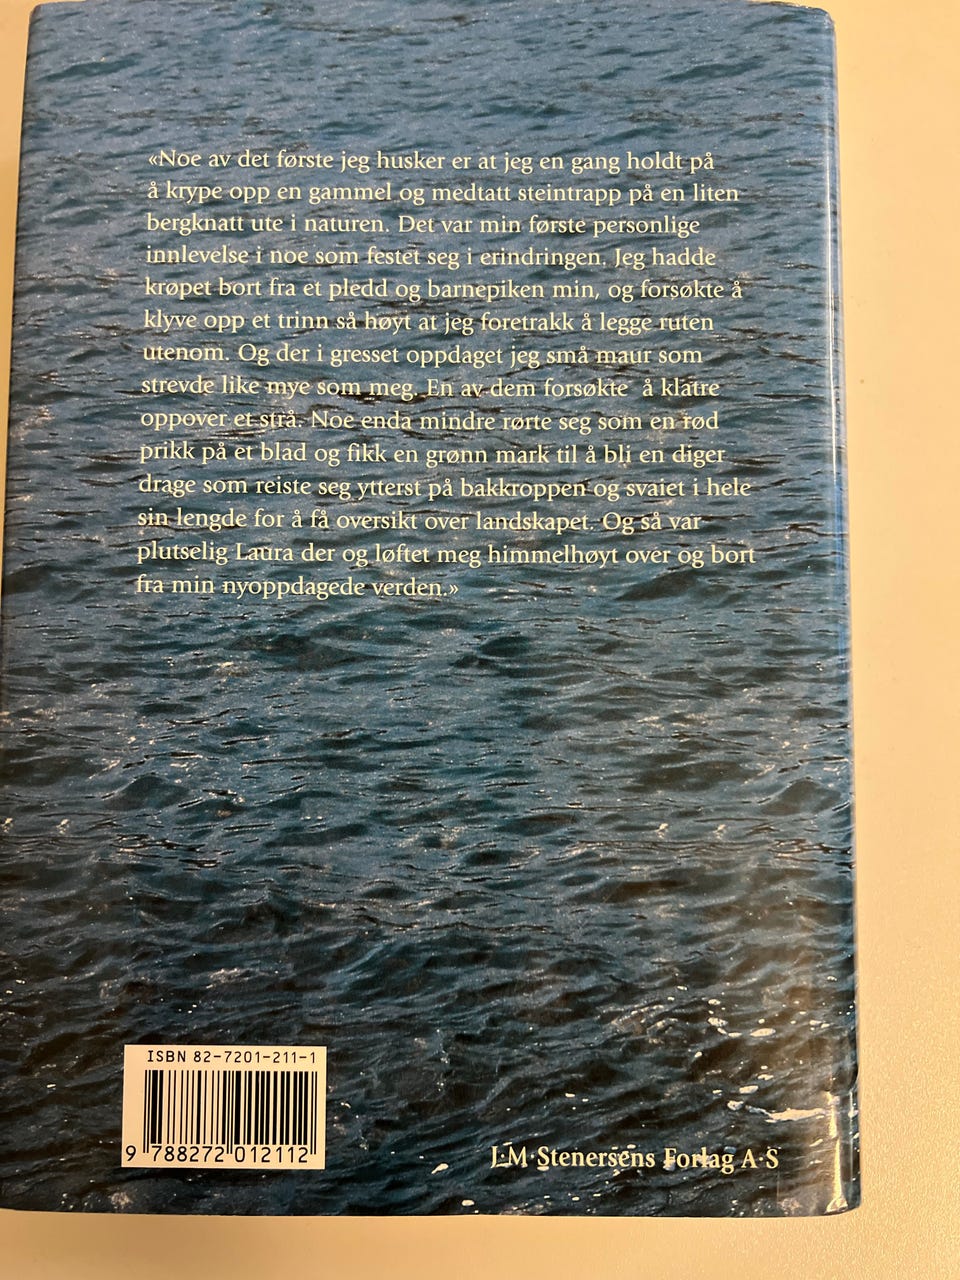 «Noe av det første jeg husker er at jeg en gang holdt på
å krype opp en gammel og medtatt steintrapp på en liten
bergknatt ute i naturen. Det var min første personlige
innlevelse i noe som festet seg i erindringen. Jeg hadde
krøpet bort fra et pledd og barnepiken min, og forsøkte å
klyve opp et trinn så høyt at jeg foretrakk å legge ruten
utenom. Og der i gresset oppdaget jeg små maur som
strevde like mye som meg. En av dem forsøkte å klatre
oppover et strå. Noe enda mindre rørte seg som en rød
prikk på et blad og fikk en grønn mark til å bli en diger
drage som reiste seg ytterst på bakkroppen og svaiet i hele
sin lengde for å få oversikt over landskapet. Og så var
plutselig Laura der og løftet meg himmelhøyt over og bort
fra min nyoppdagede verden.»
ISBN 82-7201-211-1
9 788272 012112
J·M·Stenersens Forlag A·S